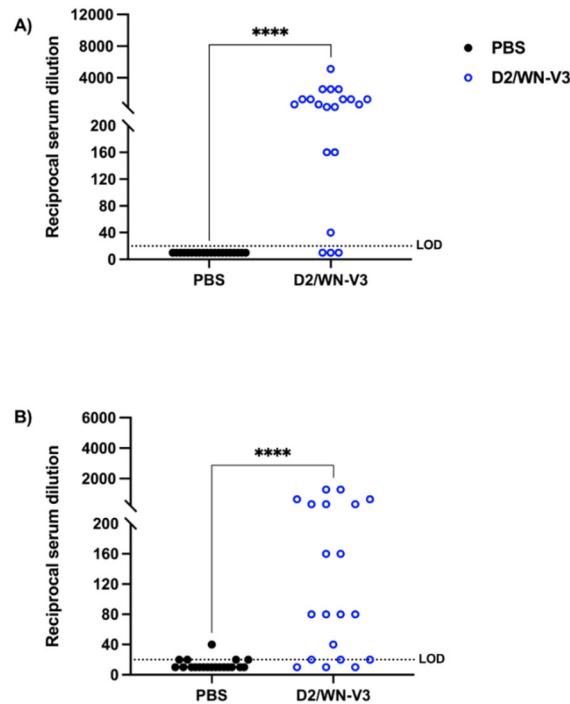 A)
Reciprocal serum dilution
12000
4000
200
160
120
80
40
0
****
LOD
PBS
D2/WN-V3
PBS
D2/WN-V3
B)
Reciprocal serum dilution
6000
4000
2000
200
160
120
80
40
0
****
LOD
PBS
D2/WN-V3